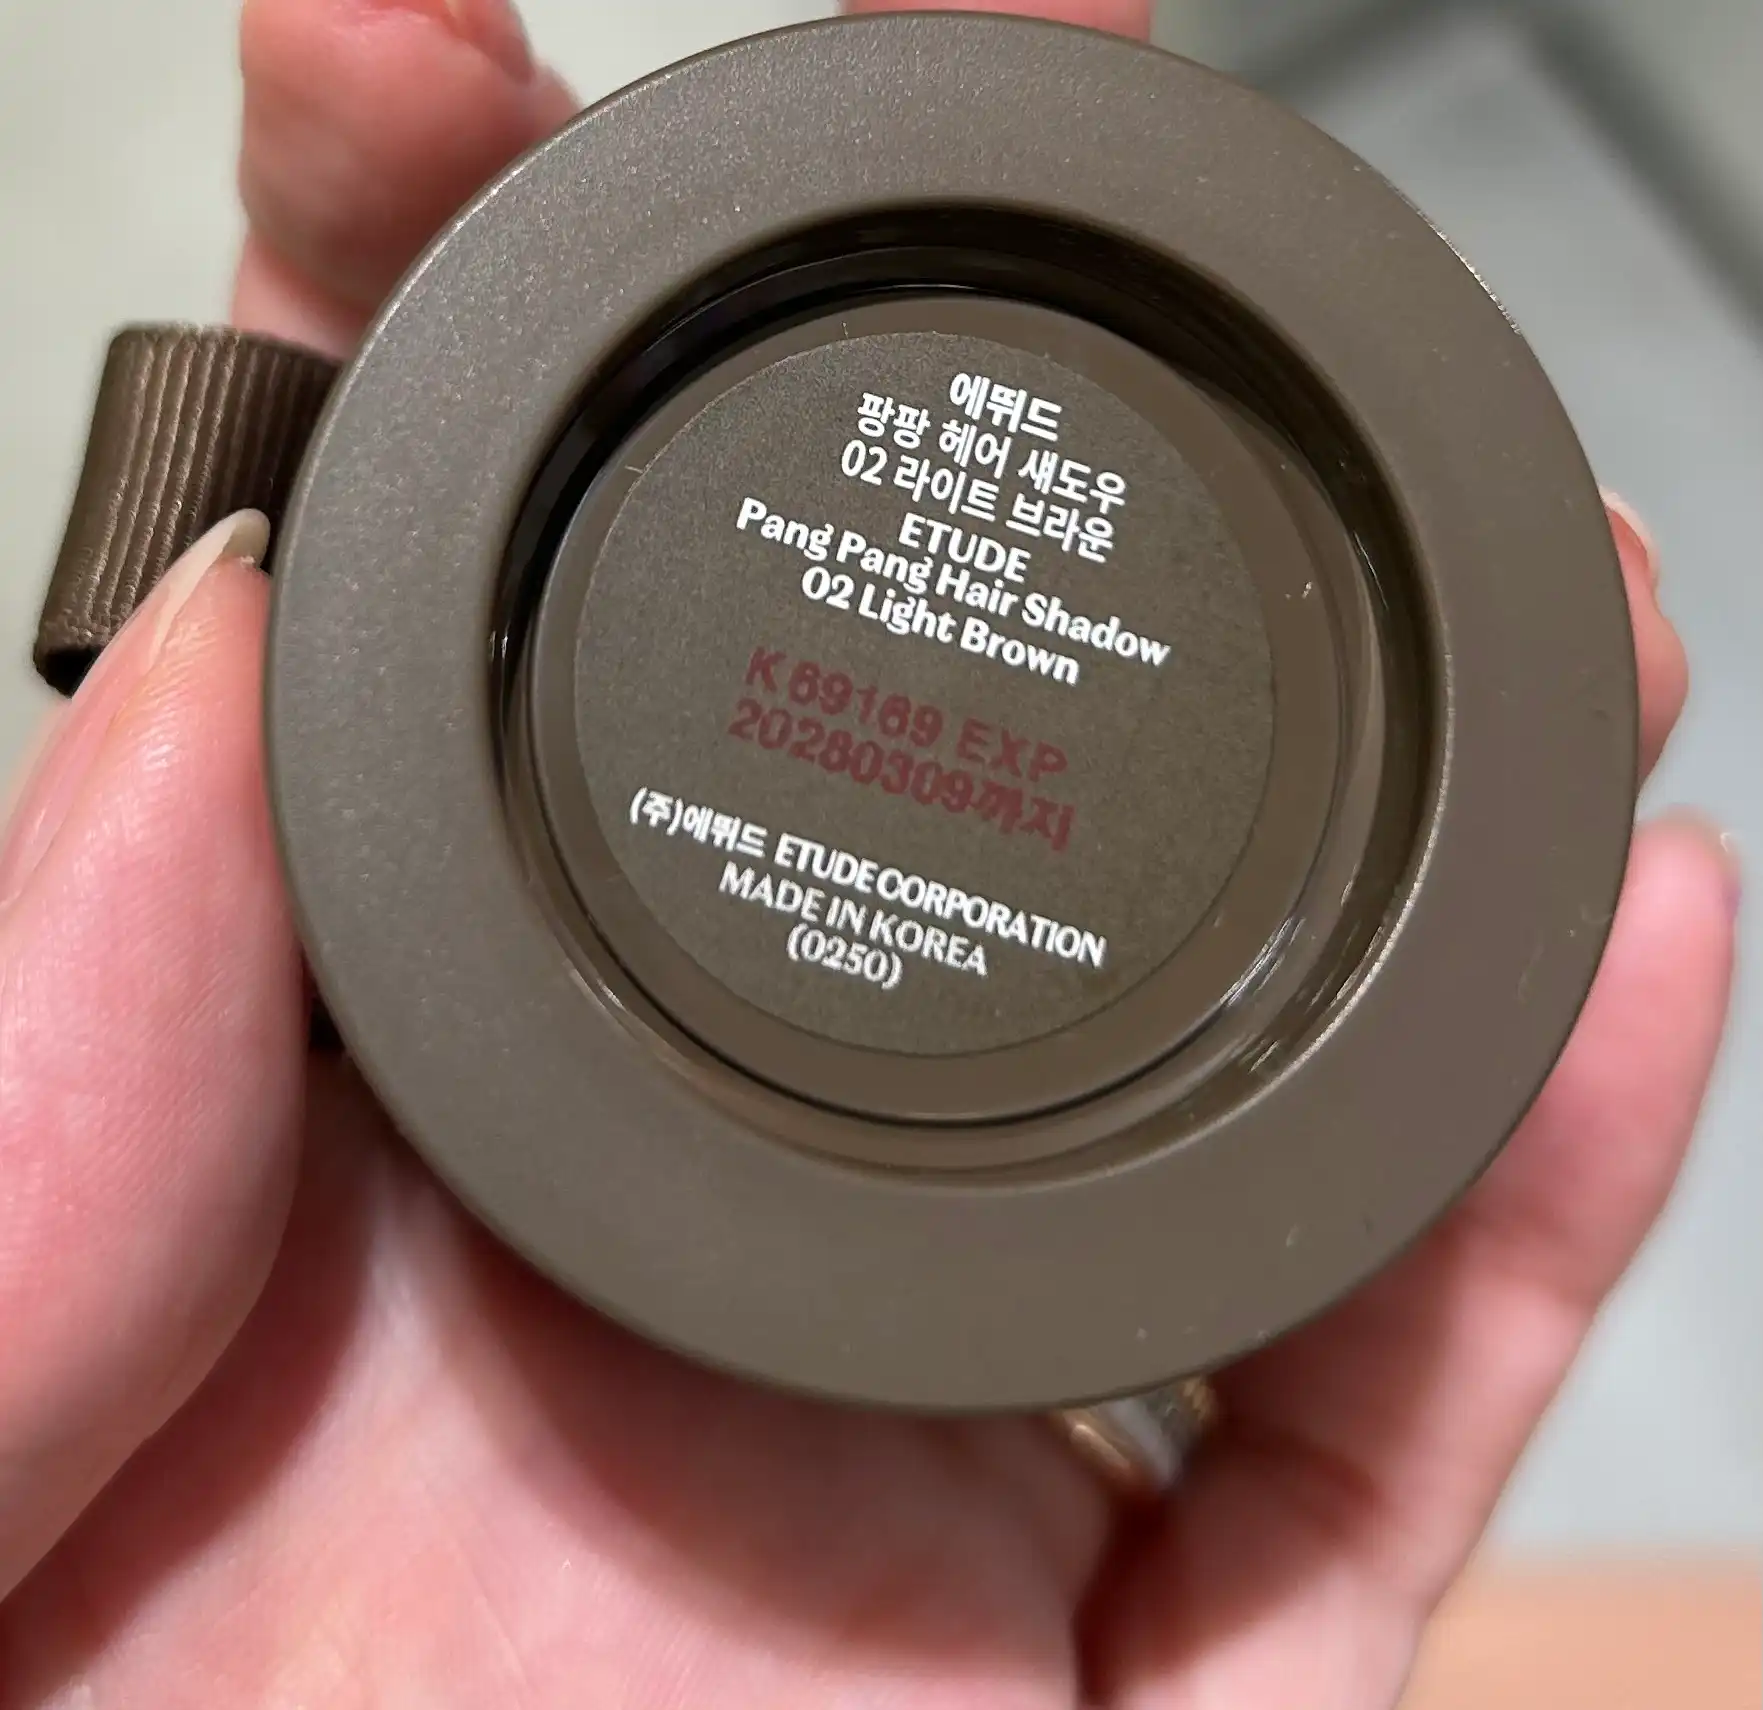 에뛰드
팡팡 헤어 섀도우
02 라이트 브라운
ETUDE
Pang Pang Hair Shadow
02 Light Brown
K 69169 EXP
20280309까지
(주)에뛰드 ETUDE CORPORATION
MADE IN KOREA
(0250)